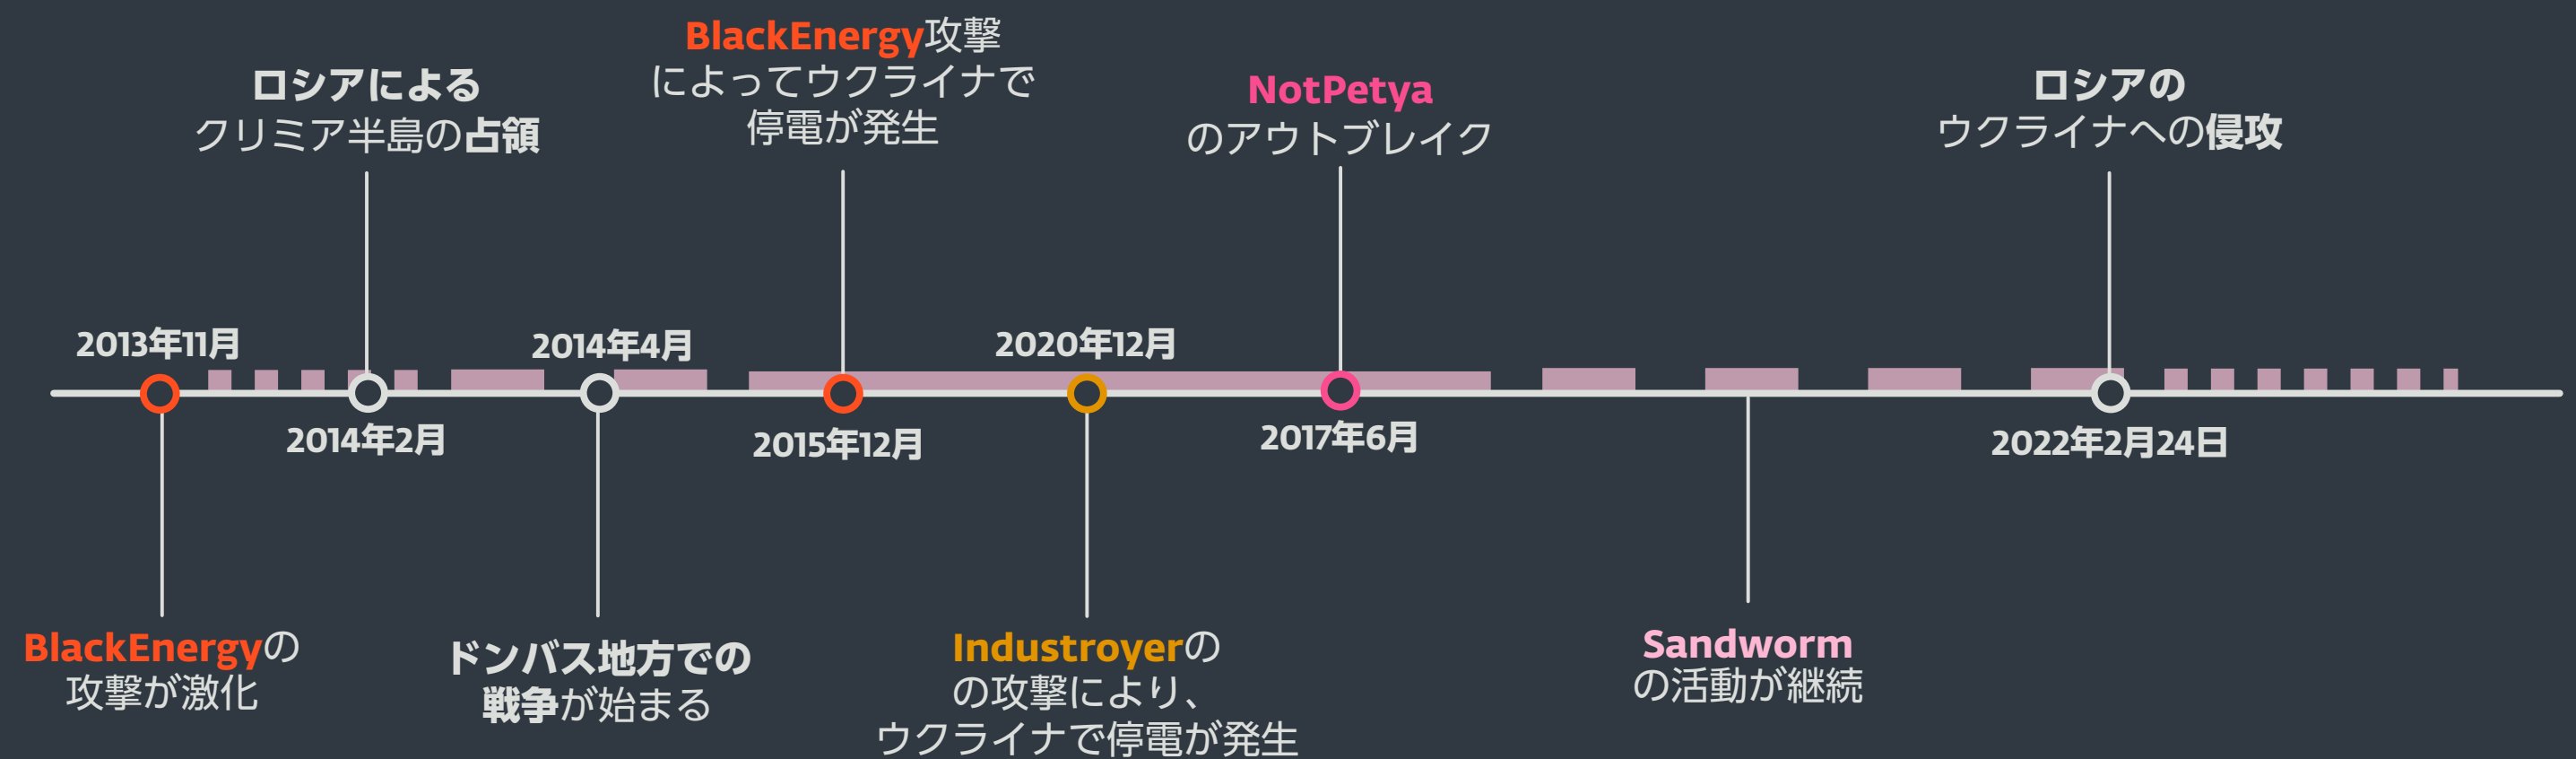 2013年11月
BlackEnergyの
攻撃が激化
ロシアによる
クリミア半島の占領
2014年2月
2014年4月
ドンバス地方での
戦争が始まる
BlackEnergy攻撃
によってウクライナで
停電が発生
2015年12月
2020年12月
Industroyerの
の攻撃により、
ウクライナで停電が発生
NotPetya
のアウトブレイク
2017年6月
Sandworm
の活動が継続
ロシアの
ウクライナへの侵攻
2022年2月24日